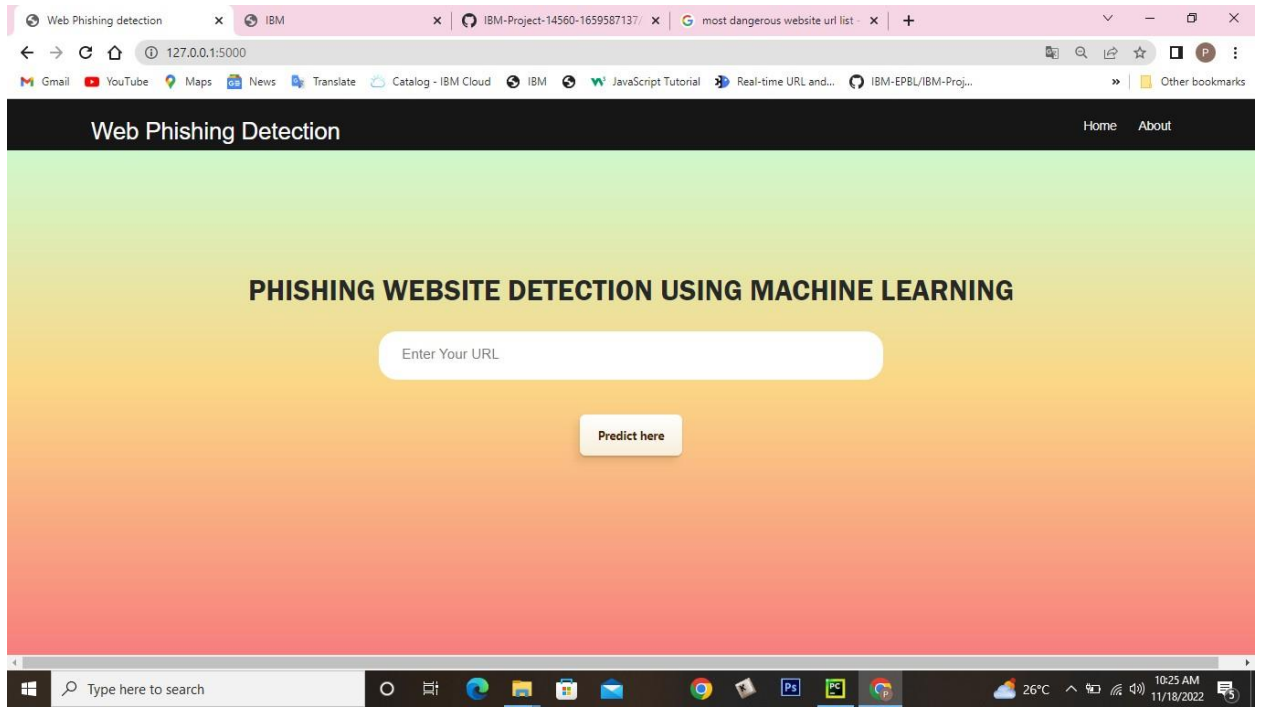 Web Phishing detection
IBM
IBM-Project-14560-1659587137/
most dangerous website url list -
127.0.0.1:5000
P
Gmail
YouTube
Maps
News
Translate
Catalog - IBM Cloud
IBM
JavaScript Tutorial
Real-time URL and...
IBM-EPBL/IBM-Proj...
»
Other bookmarks
Web Phishing Detection
Home
About
PHISHING WEBSITE DETECTION USING MACHINE LEARNING
Enter Your URL
Predict here
Type here to search
Ps
PC
26°C
10:25 AM
11/18/2022
5